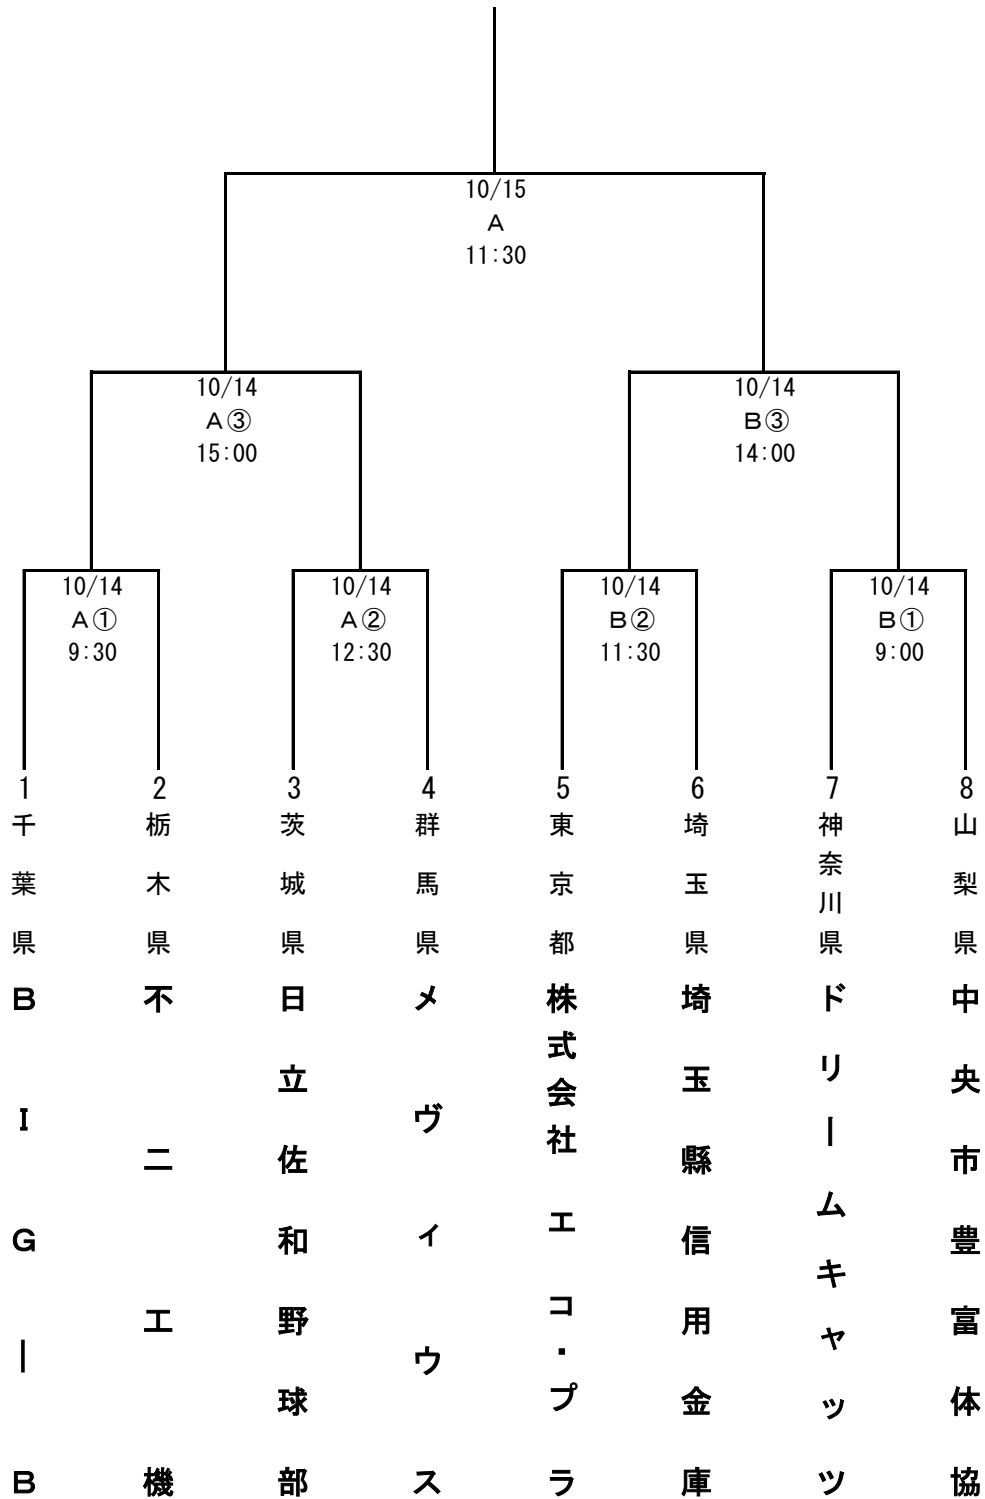 10/15
A
11:30
10/14
A③
15:00
10/14
B③
14:00
10/14
A①
9:30
10/14
A②
12:30
10/14
B②
11:30
10/14
B①
9:00
1
千葉県
BIG－B
2
栃木県
不二工機
3
茨城県
日立佐和野球部
4
群馬県
メヴィウス
5
東京都
株式会社 エコ・プラ
6
埼玉県
埼玉縣信用金庫
7
神奈川県
ドリームキャッツ
8
山梨県
中央市豊富体協